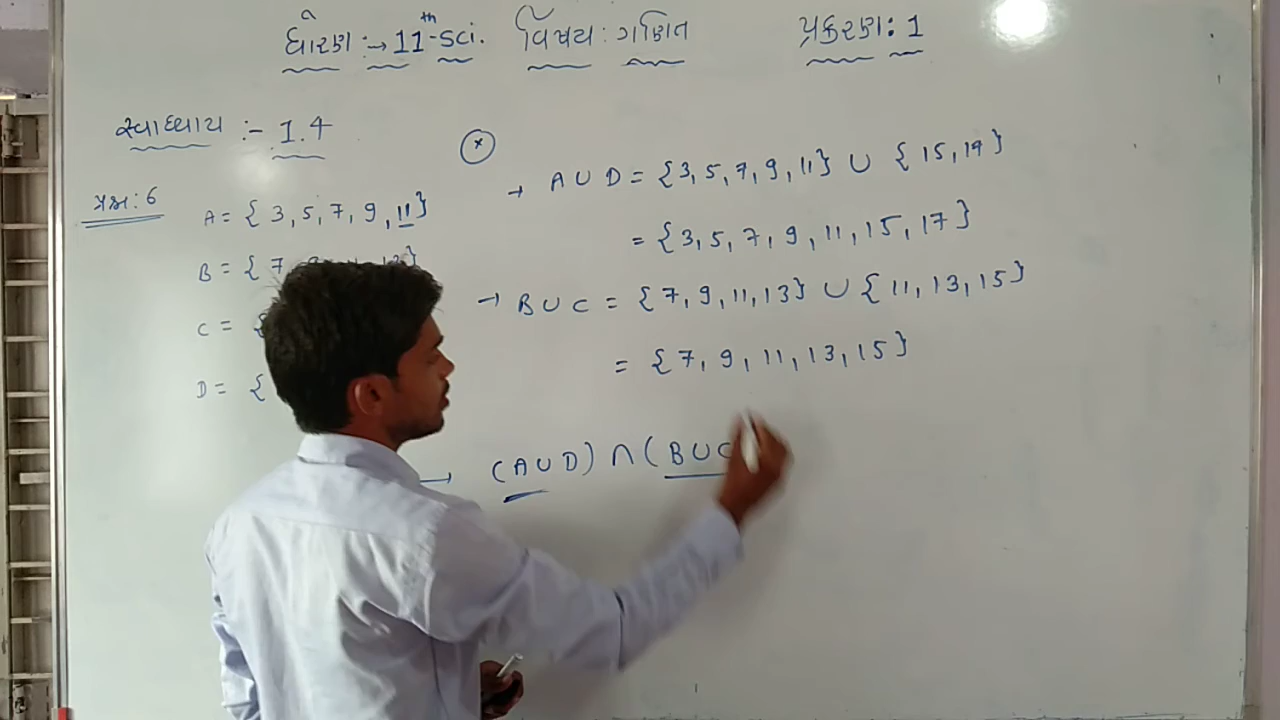 ધોરણ :→ 11th-sci. વિષય : ગણિત પ્રકરણ : 1
સ્વાધ્યાય :- 1.4
પ્રશ્ન : 6
A = { 3, 5, 7, 9, 11}
B = { 7
C = {
D = {
→ A ∪ D = {3, 5, 7, 9, 11} ∪ { 15, 17}
= {3, 5, 7, 9, 11, 15, 17}
→ B ∪ C = {7, 9, 11, 13} ∪ { 11, 13, 15}
= {7, 9, 11, 13, 15}
→ (A ∪ D) ∩ ( B ∪ C